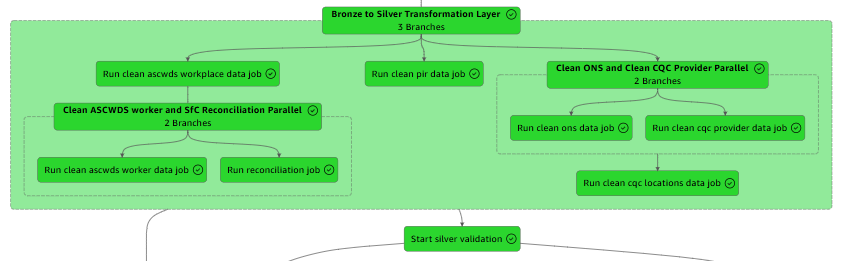 Bronze to Silver Transformation Layer
3 Branches
Run clean ascwds workplace data job
Run clean pir data job
Clean ONS and Clean CQC Provider Parallel
2 Branches
Clean ASCWDS worker and SfC Reconciliation Parallel
2 Branches
Run clean ons data job
Run clean cqc provider data job
Run clean ascwds worker data job
Run reconciliation job
Run clean cqc locations data job
Start silver validation